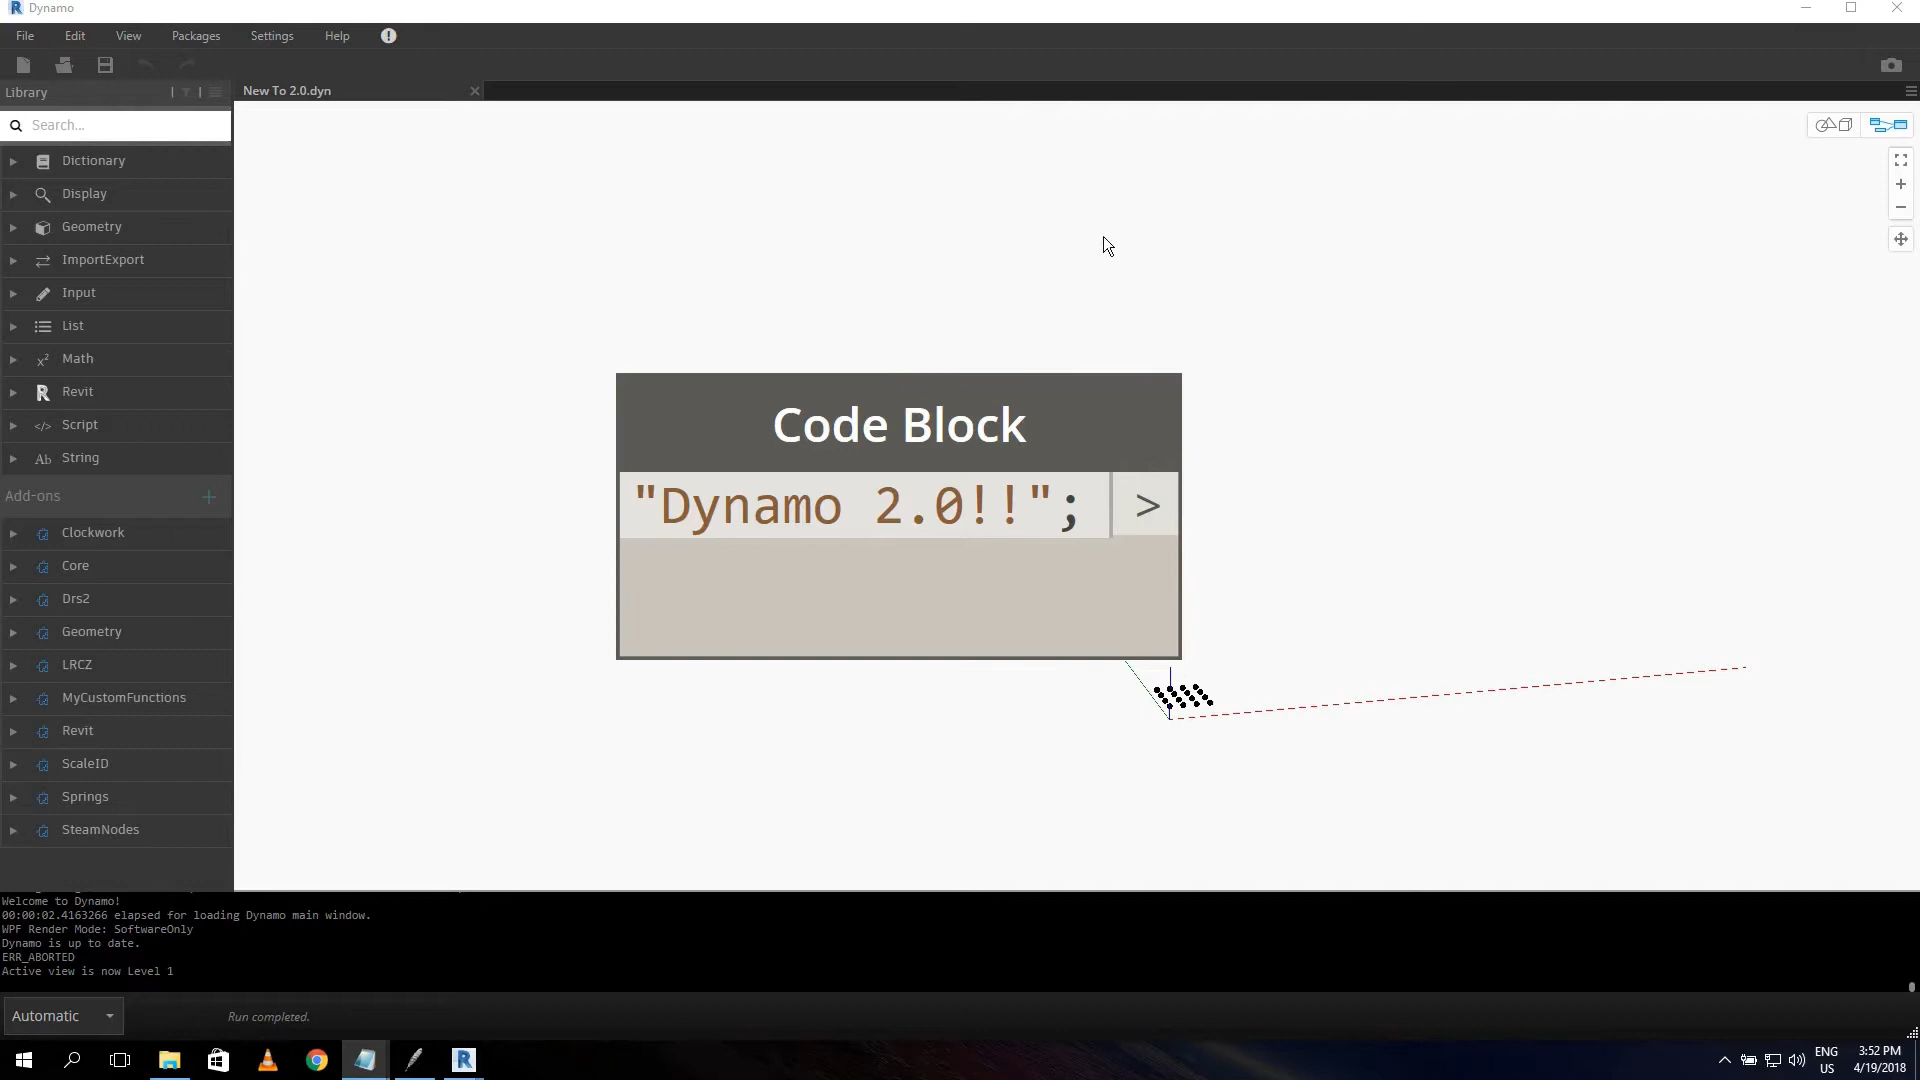 Dynamo
File Edit View Packages Settings Help
Library
New To 2.0.dyn
Search...
Dictionary
Display
Geometry
ImportExport
Input
List
Math
Revit
Script
String
Add-ons
Clockwork
Core
Drs2
Geometry
LRCZ
MyCustomFunctions
Revit
ScaleID
Springs
SteamNodes
Code Block
"Dynamo 2.0!!"; >
Welcome to Dynamo!
00:00:02.4163266 elapsed for loading Dynamo main window.
WPF Render Mode: SoftwareOnly
Dynamo is up to date.
ERR_ABORTED
Active view is now Level 1
Automatic
Run completed.
ENG
US
3:52 PM
4/19/2018